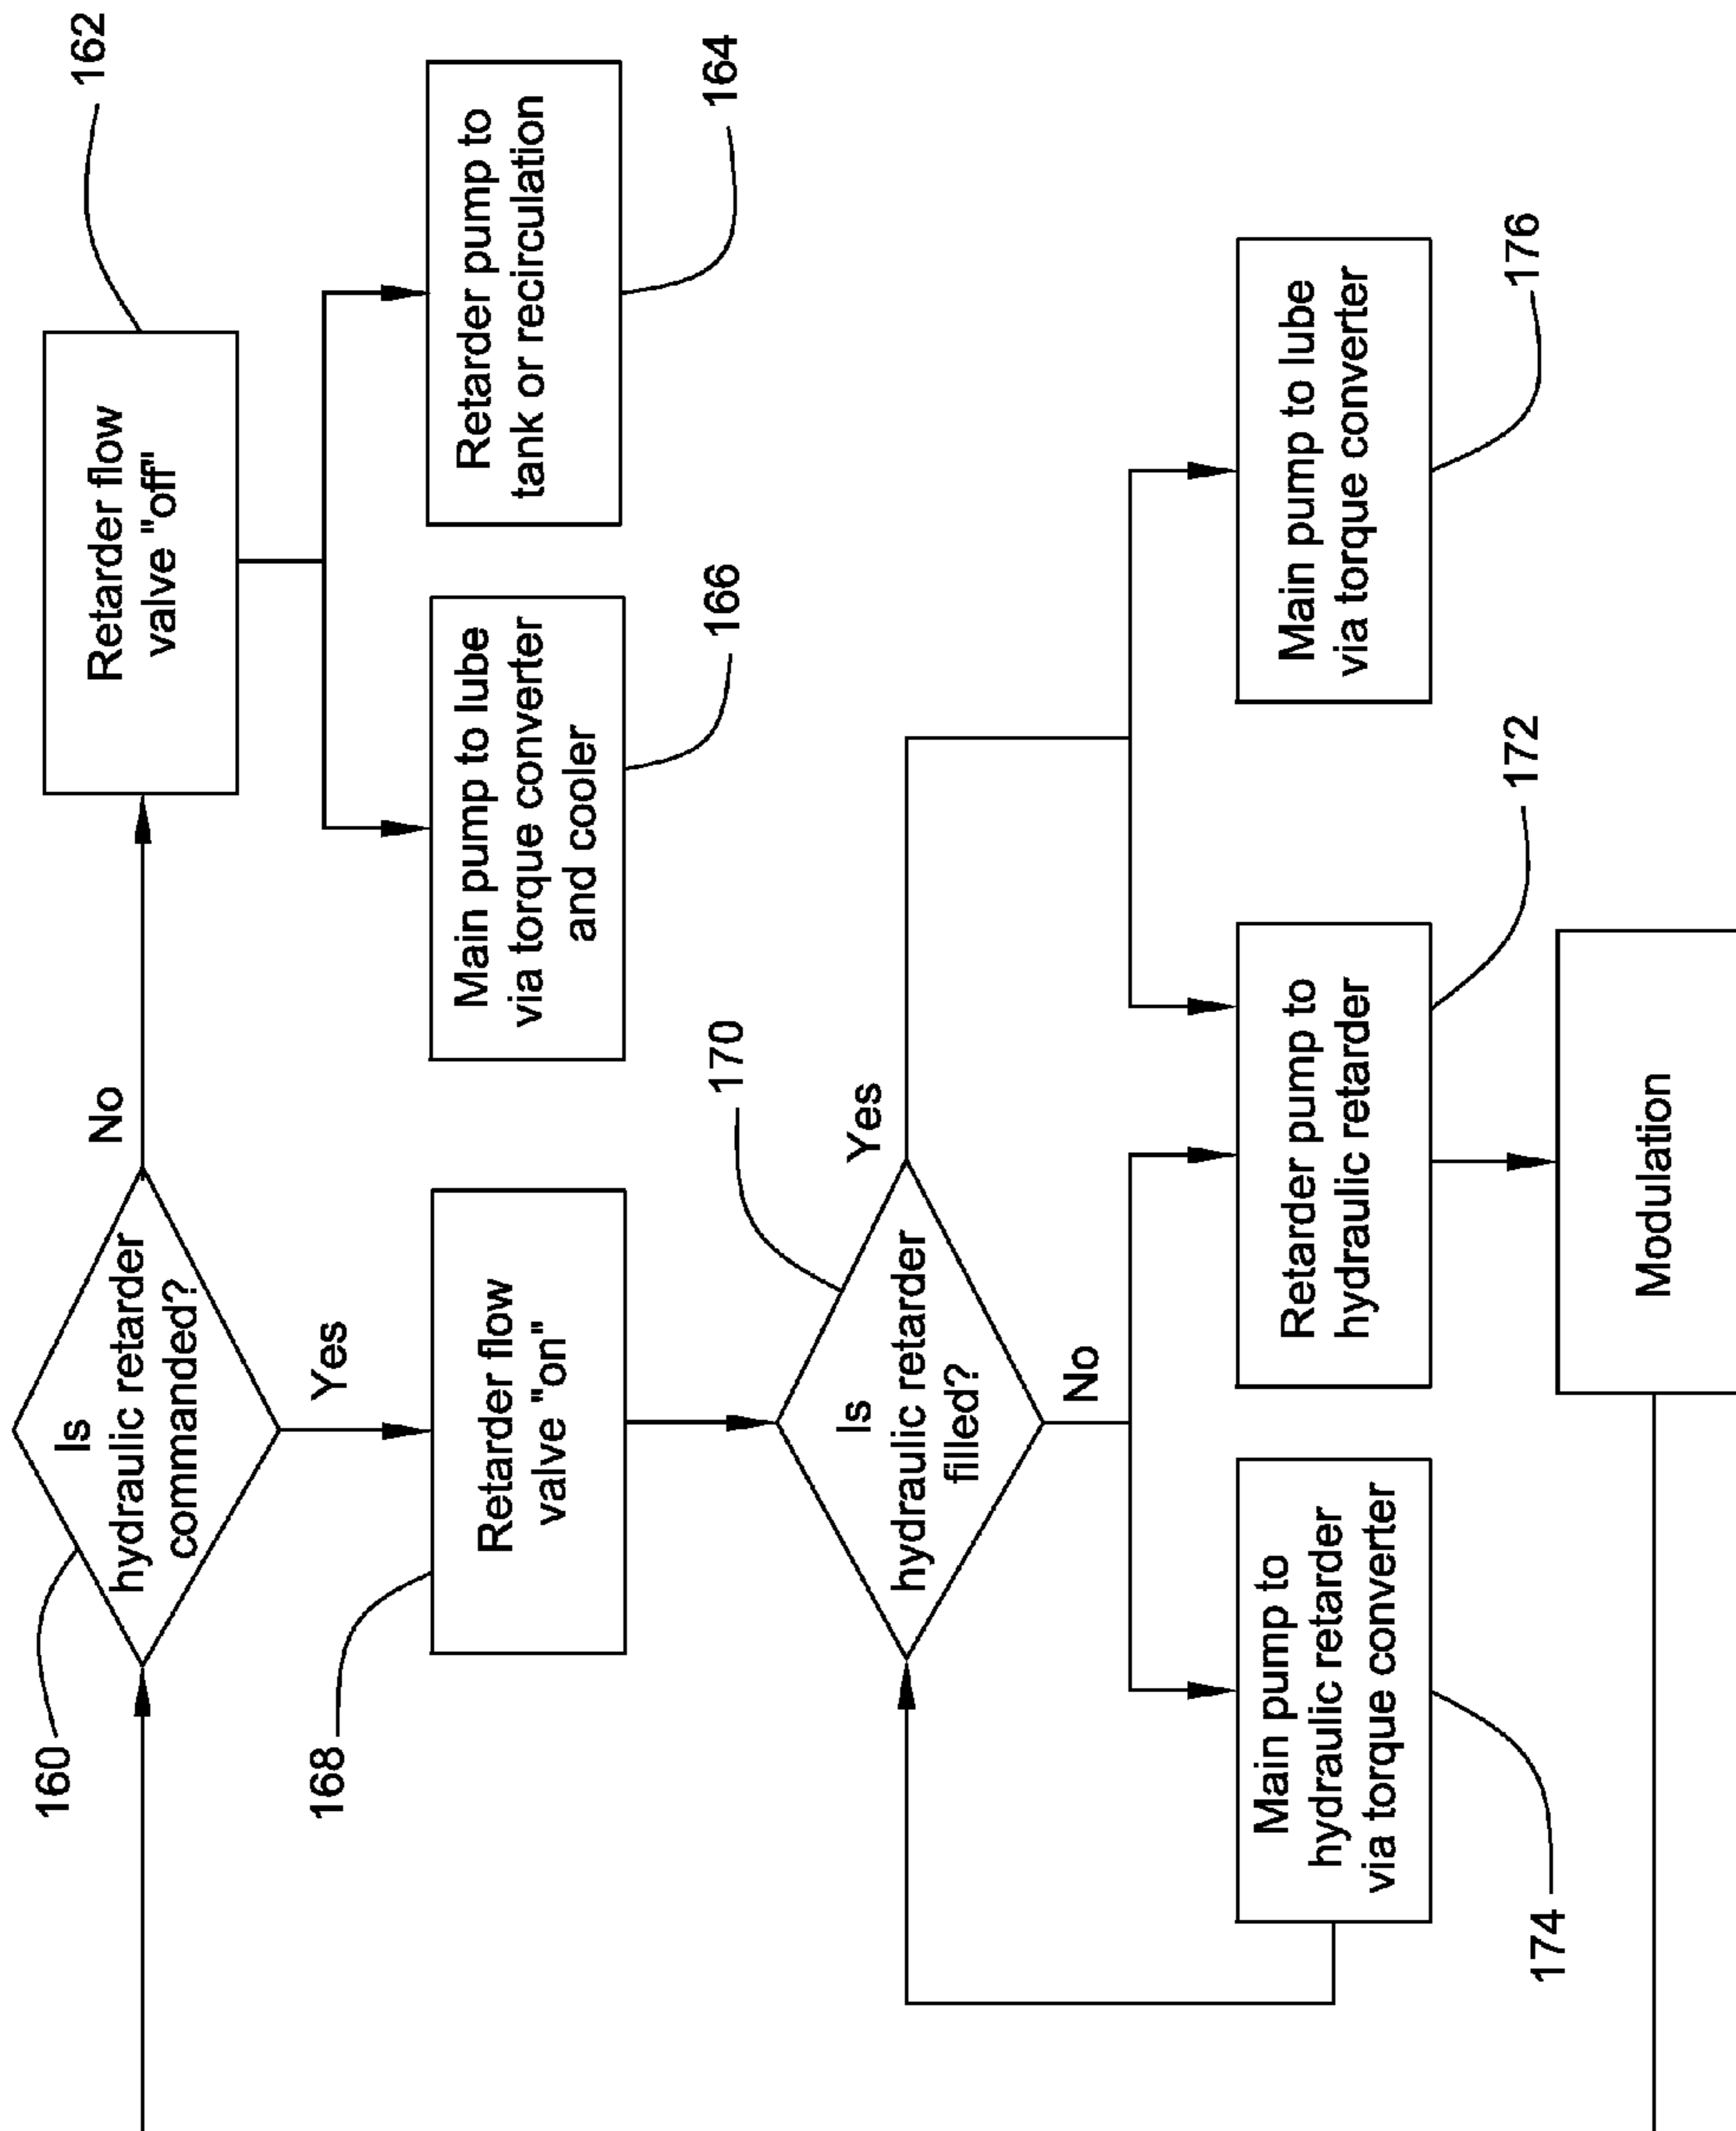 160
Is
hydraulic retarder
commanded?
No
Yes
162
Retarder flow
valve "off"
168
Retarder flow
valve "on"
166
Main pump to lube
via torque converter
and cooler
164
Retarder pump to
tank or recirculation
170
Is
hydraulic retarder
filled?
Yes
No
174
Main pump to
hydraulic retarder
via torque converter
172
Retarder pump to
hydraulic retarder
176
Main pump to lube
via torque converter
Modulation